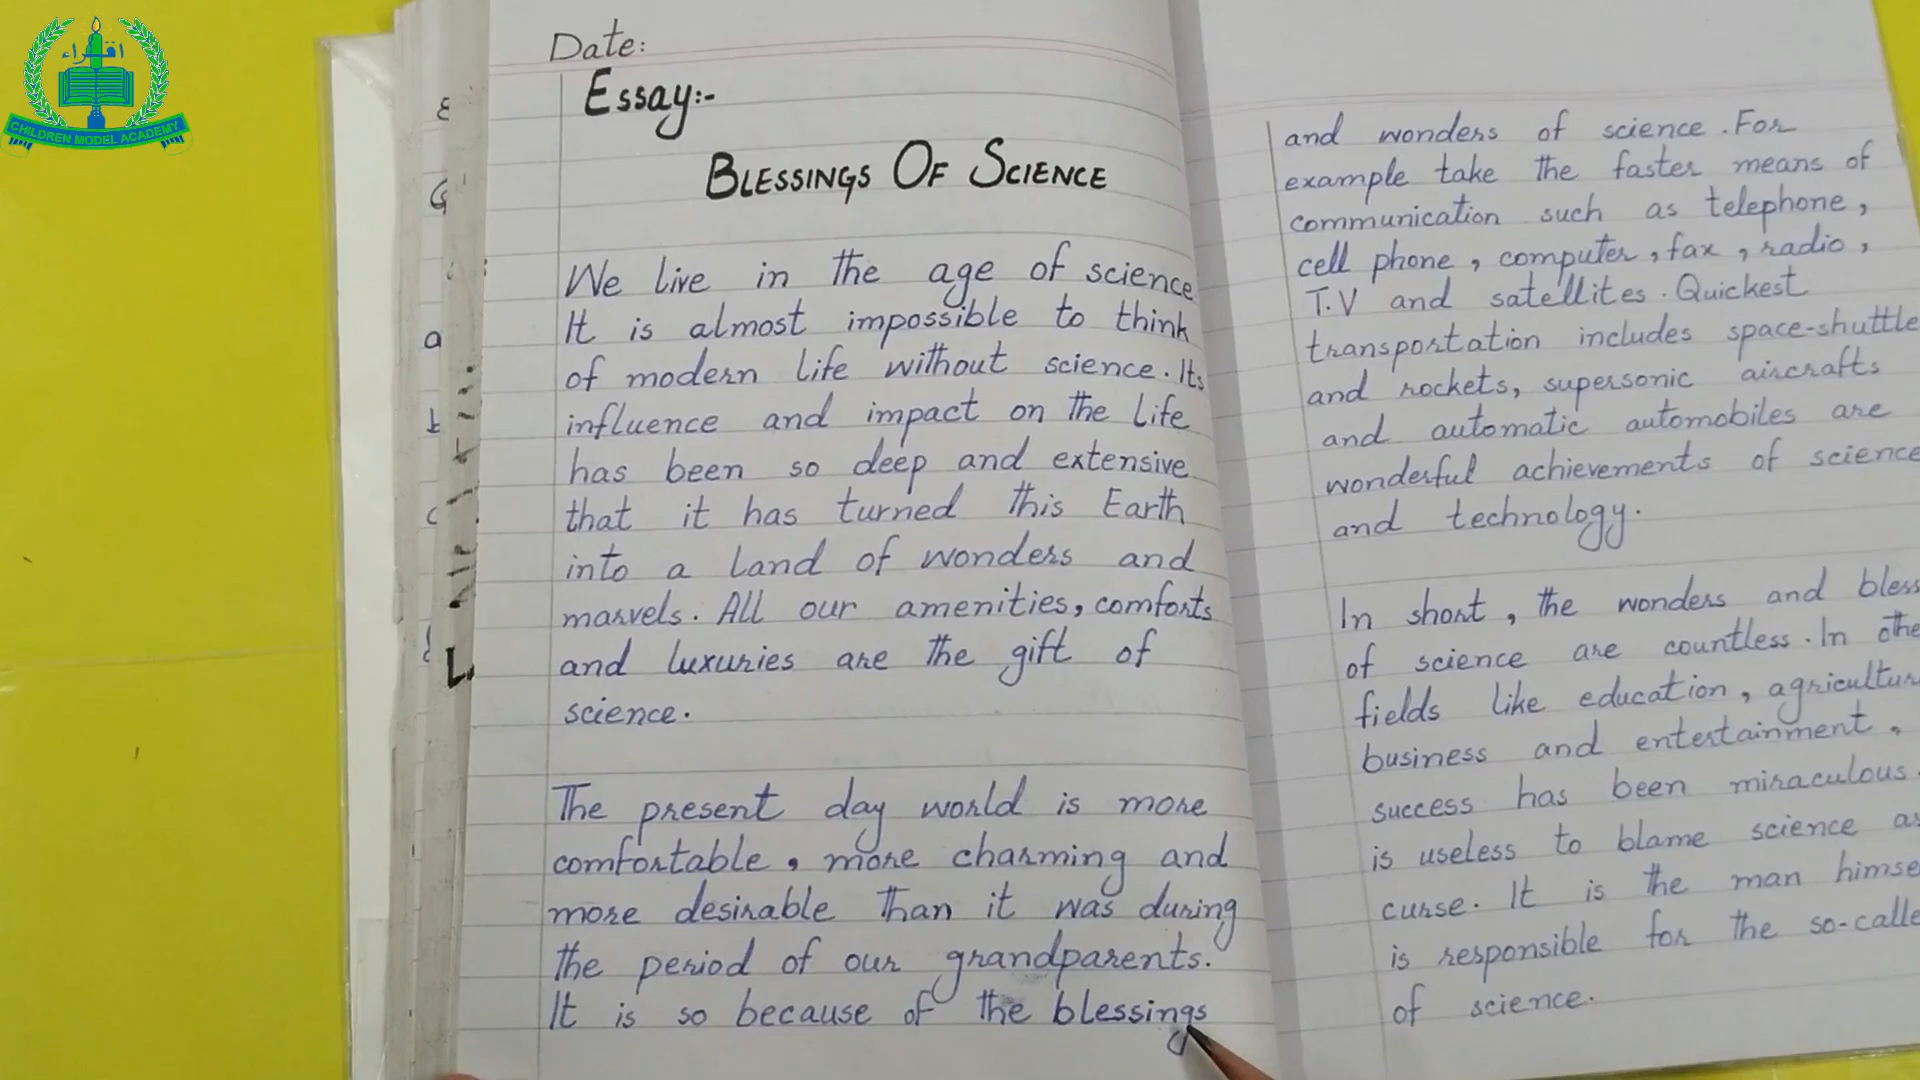 اقراء
CHILDREN MODEL ACADEMY
Date:
Essay:-
BLESSINGS OF SCIENCE
We live in the age of science
It is almost impossible to think
of modern life without science. Its
influence and impact on the life
has been so deep and extensive
that it has turned this Earth
into a land of wonders and
marvels. All our amenities, comforts
and luxuries are the gift of
science.
The present day world is more
comfortable, more charming and
more desirable than it was during
the period of our grandparents.
It is so because of the blessings
and wonders of science. For
example take the faster means of
communication such as telephone,
cell phone, computer, fax, radio,
T.V and satellites. Quickest
transportation includes space-shuttle
and rockets, supersonic aircrafts
and automatic automobiles are
wonderful achievements of science
and technology.
In short, the wonders and bless
of science are countless. In othe
fields like education, agricultur
business and entertainment,
success has been miraculous.
is useless to blame science as
curse. It is the man himse
is responsible for the so-calle
of science.